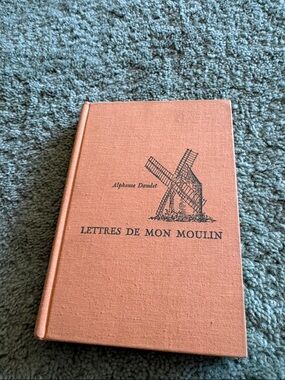 Alphonse Daudet
LETTRES DE MON MOULIN